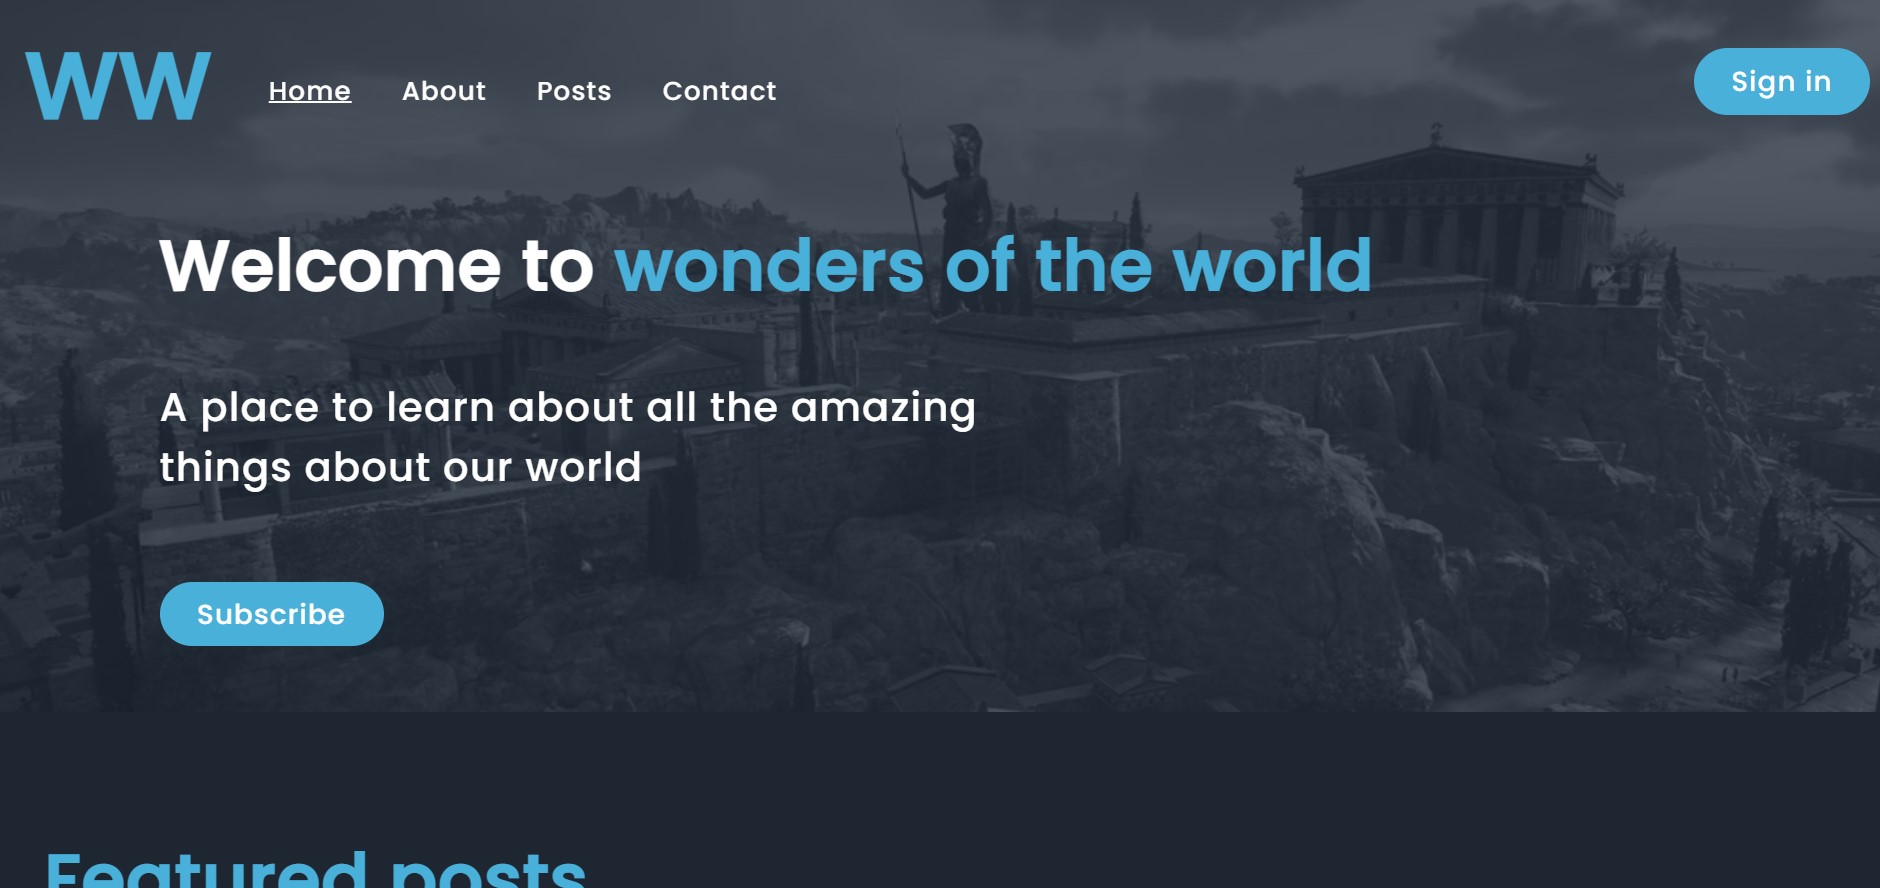 WW
Home About Posts Contact
Sign in
Welcome to wonders of the world
A place to learn about all the amazing
things about our world
Subscribe
Featured posts